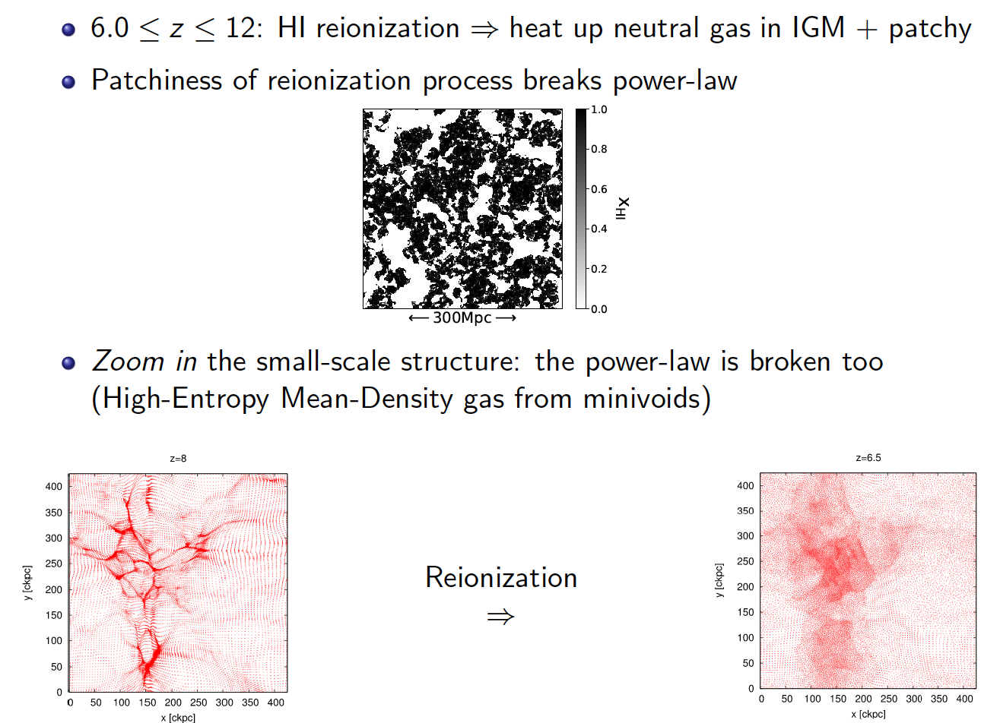 6.0 ≤ z ≤ 12: HI reionization ⇒ heat up neutral gas in IGM + patchy
Patchiness of reionization process breaks power-law
1.0
0.8
0.6
0.4
0.2
0.0
xHI
← 300Mpc →
Zoom in the small-scale structure: the power-law is broken too
(High-Entropy Mean-Density gas from minivoids)
z=8
400
350
300
250
200
150
100
50
0
y [ckpc]
0 50 100 150 200 250 300 350 400
x [ckpc]
Reionization
⇒
z=6.5
400
350
300
250
200
150
100
50
0
y [ckpc]
0 50 100 150 200 250 300 350 400
x [ckpc]